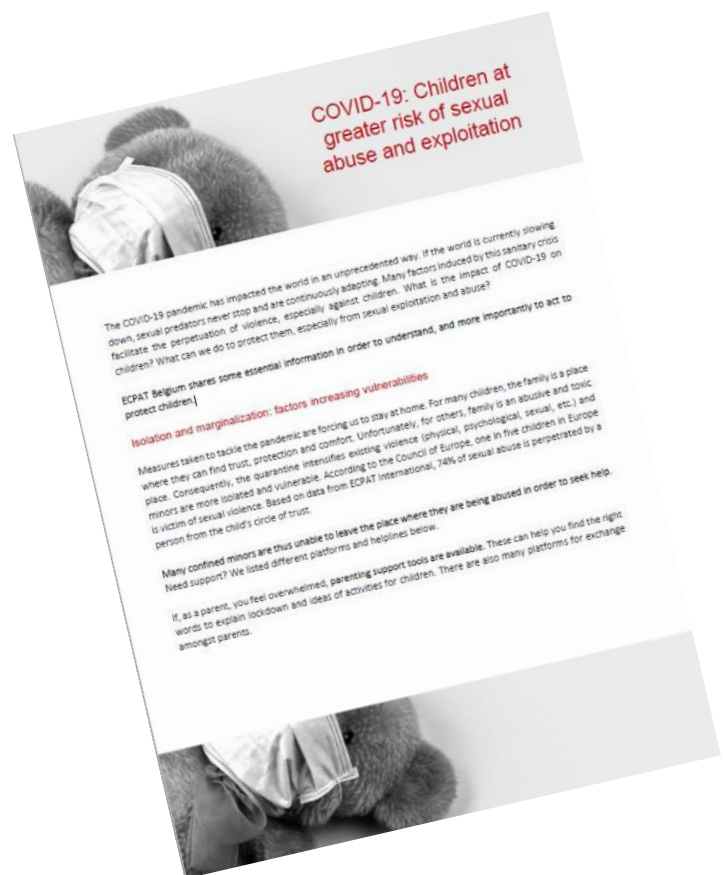 COVID-19: Children at
greater risk of sexual
abuse and exploitation
The COVID-19 pandemic has impacted the world in an unprecedented way. If the world is currently slowing
down, sexual predators never stop and are continuously adapting. Many factors induced by this sanitary crisis
facilitate the perpetuation of violence, especially against children. What is the impact of COVID-19 on
children? What can we do to protect them, especially from sexual exploitation and abuse?
ECPAT Belgium shares some essential information in order to understand, and more importantly to act to
protect children.
Isolation and marginalization: factors increasing vulnerabilities
Measures taken to tackle the pandemic are forcing us to stay at home. For many children, the family is a place
where they can find trust, protection and comfort. Unfortunately, for others, family is an abusive and toxic
place. Consequently, the quarantine intensifies existing violence (physical, psychological, sexual, etc.) and
minors are more isolated and vulnerable. According to the Council of Europe, one in five children in Europe
is victim of sexual violence. Based on data from ECPAT International, 74% of sexual abuse is perpetrated by a
person from the child's circle of trust.
Many confined minors are thus unable to leave the place where they are being abused in order to seek help.
Need support? We listed different platforms and helplines below.
If, as a parent, you feel overwhelmed, parenting support tools are available. These can help you find the right
words to explain lockdown and ideas of activities for children. There are also many platforms for exchange
amongst parents.